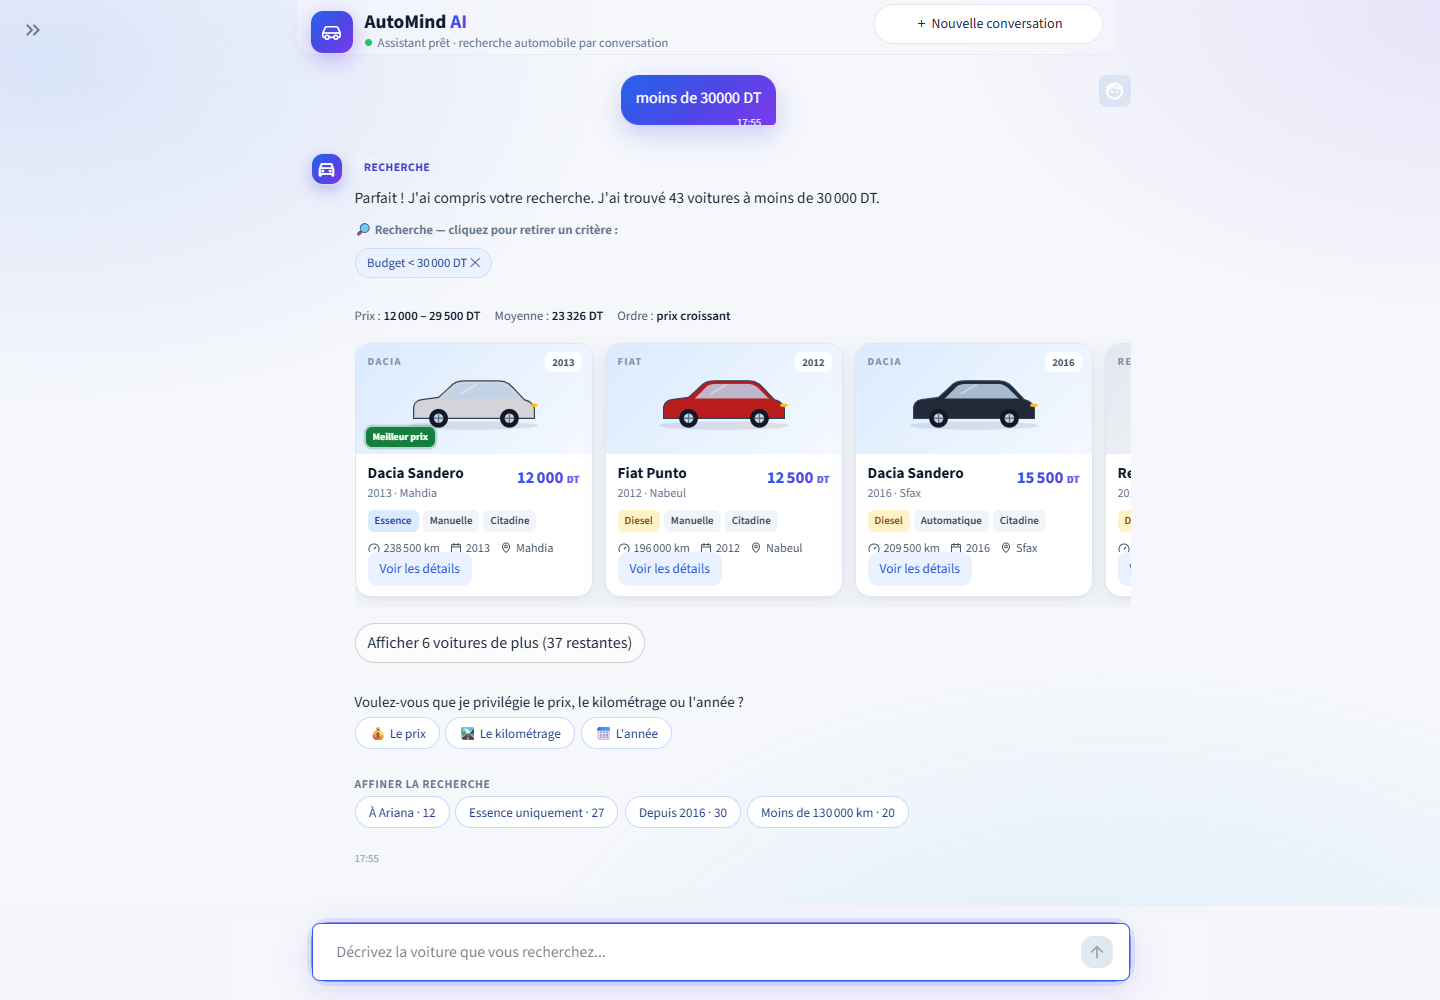 AutoMind AI
Assistant prêt · recherche automobile par conversation
+ Nouvelle conversation
moins de 30000 DT
17:55
RECHERCHE
Parfait ! J'ai compris votre recherche. J'ai trouvé 43 voitures à moins de 30 000 DT.
Recherche — cliquez pour retirer un critère :
Budget < 30 000 DT
Prix : 12 000 – 29 500 DT Moyenne : 23 326 DT Ordre : prix croissant
DACIA 2013
Meilleur prix
Dacia Sandero 12 000 DT
2013 · Mahdia
Essence Manuelle Citadine
238 500 km 2013 Mahdia
Voir les détails
FIAT 2012
Fiat Punto 12 500 DT
2012 · Nabeul
Diesel Manuelle Citadine
196 000 km 2012 Nabeul
Voir les détails
DACIA 2016
Dacia Sandero 15 500 DT
2016 · Sfax
Diesel Automatique Citadine
209 500 km 2016 Sfax
Voir les détails
Afficher 6 voitures de plus (37 restantes)
Voulez-vous que je privilégie le prix, le kilométrage ou l'année ?
Le prix Le kilométrage L'année
AFFINER LA RECHERCHE
À Ariana · 12 Essence uniquement · 27 Depuis 2016 · 30 Moins de 130 000 km · 20
17:55
Décrivez la voiture que vous recherchez...